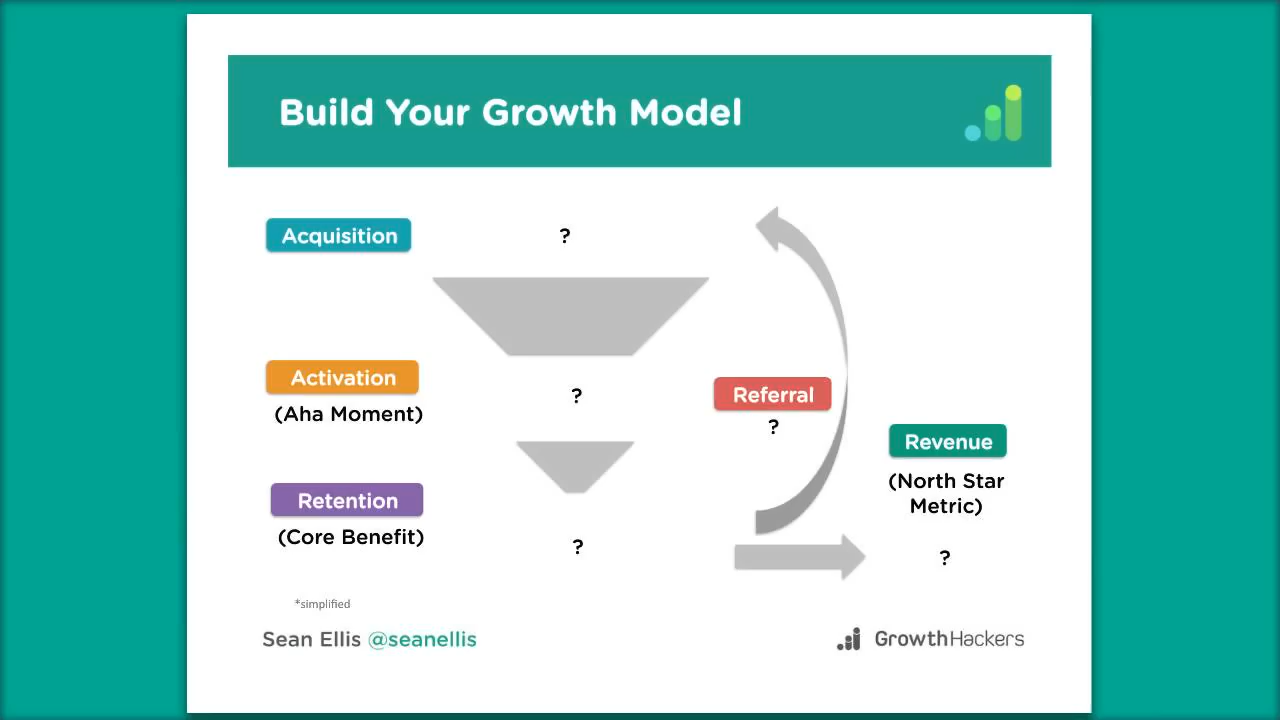 Build Your Growth Model
Acquisition
?
Activation
(Aha Moment)
?
Referral
?
Revenue
(North Star
Metric)
?
Retention
(Core Benefit)
?
*simplified
Sean Ellis @seanellis
GrowthHackers